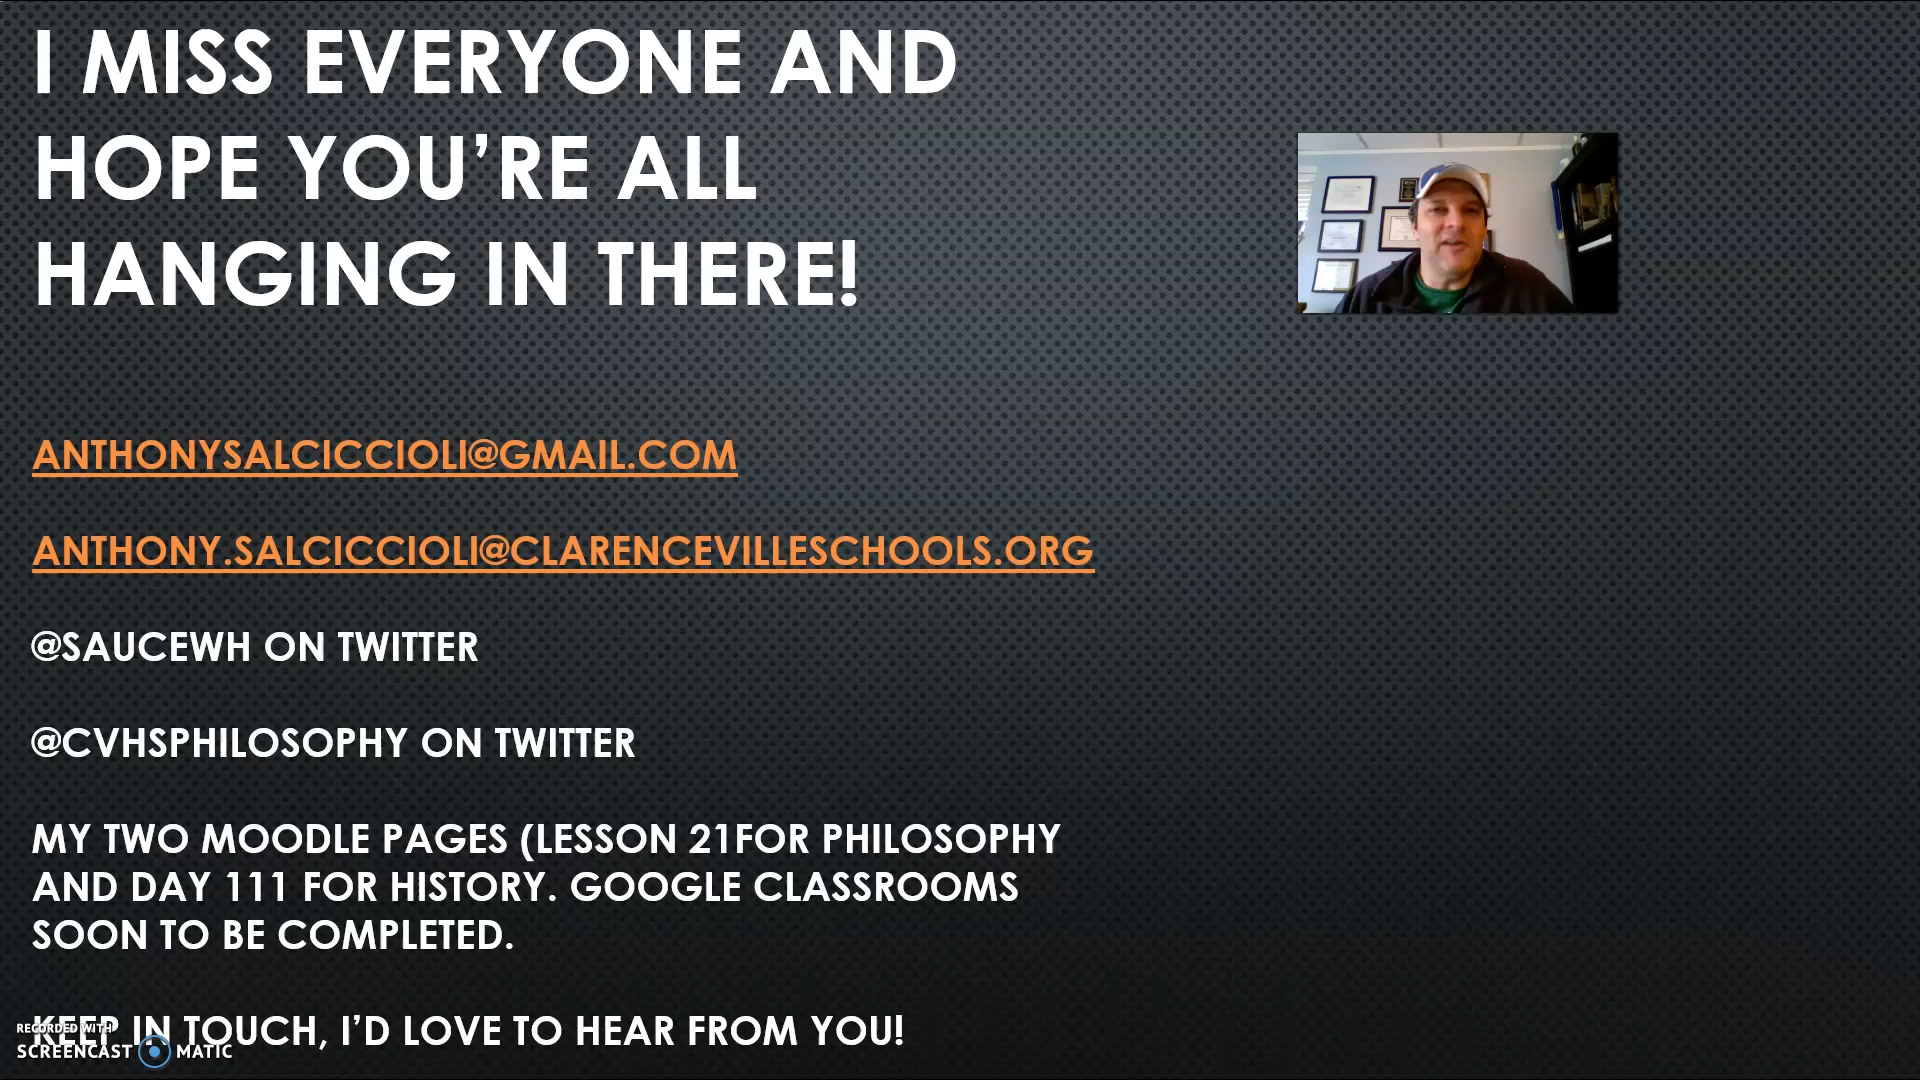 I MISS EVERYONE AND
HOPE YOU'RE ALL
HANGING IN THERE!
ANTHONYSALCICCIOLI@GMAIL.COM
ANTHONY.SALCICCIOLI@CLARENCEVILLESCHOOLS.ORG
@SAUCEWH ON TWITTER
@CVHSPHILOSOPHY ON TWITTER
MY TWO MOODLE PAGES (LESSON 21FOR PHILOSOPHY
AND DAY 111 FOR HISTORY. GOOGLE CLASSROOMS
SOON TO BE COMPLETED.
KEEP IN TOUCH, I'D LOVE TO HEAR FROM YOU!
RECORDED WITH
SCREENCAST MATIC